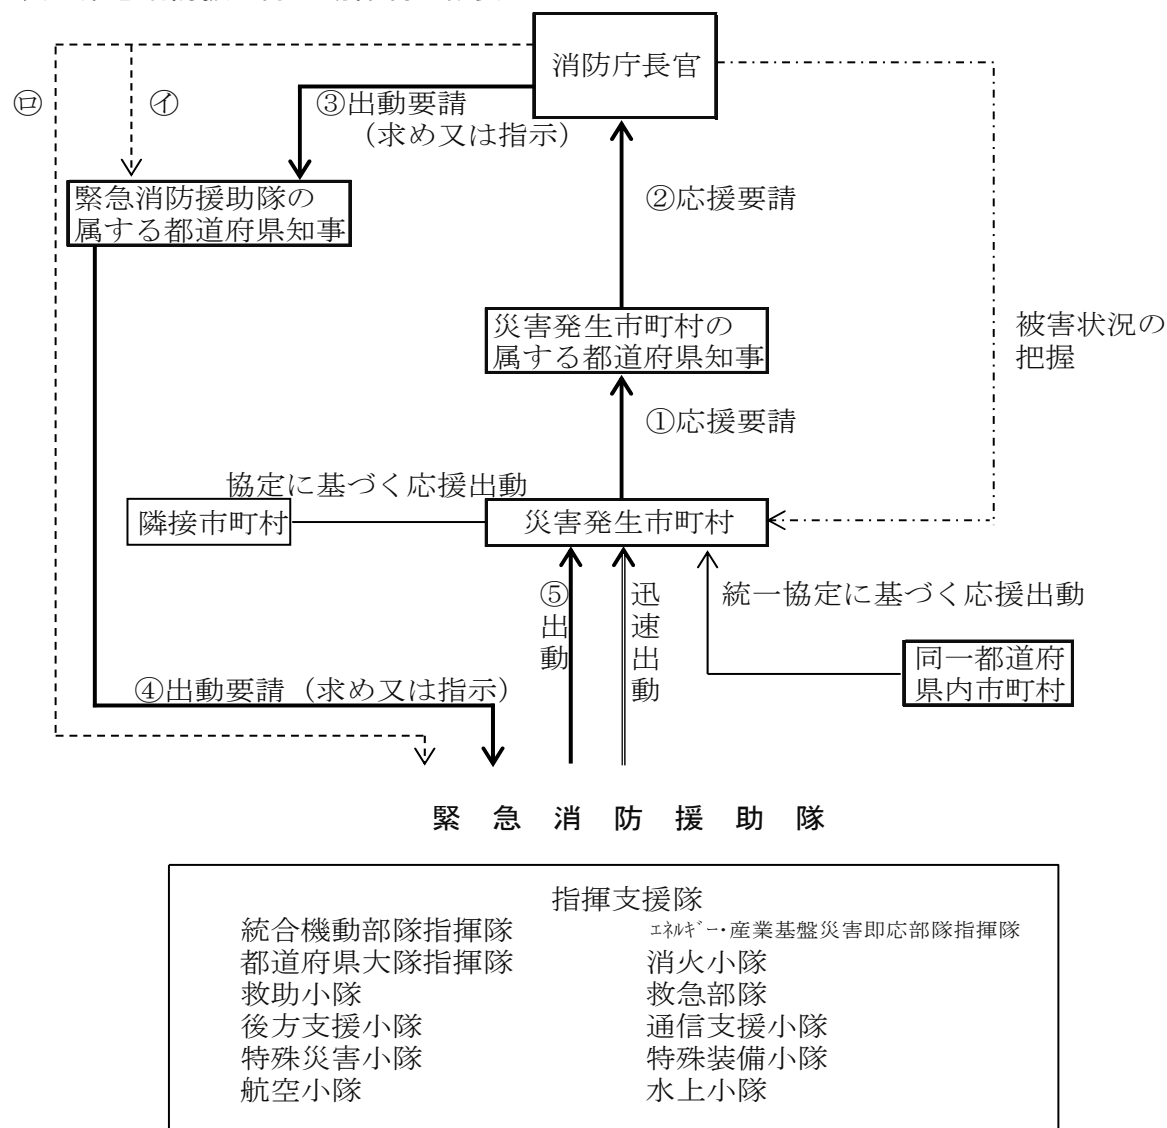 消防庁長官
㋺
㋑
③出動要請
（求め又は指示）
緊急消防援助隊の
属する都道府県知事
②応援要請
災害発生市町村の
属する都道府県知事
被害状況の
把握
①応援要請
協定に基づく応援出動
隣接市町村
災害発生市町村
⑤出動
迅速出動
統一協定に基づく応援出動
同一都道府
県内市町村
④出動要請（求め又は指示）
緊急消防援助隊
指揮支援隊
統合機動部隊指揮隊
ｴﾈﾙｷﾞｰ・産業基盤災害即応部隊指揮隊
都道府県大隊指揮隊
消火小隊
救助小隊
救急部隊
後方支援小隊
通信支援小隊
特殊災害小隊
特殊装備小隊
航空小隊
水上小隊